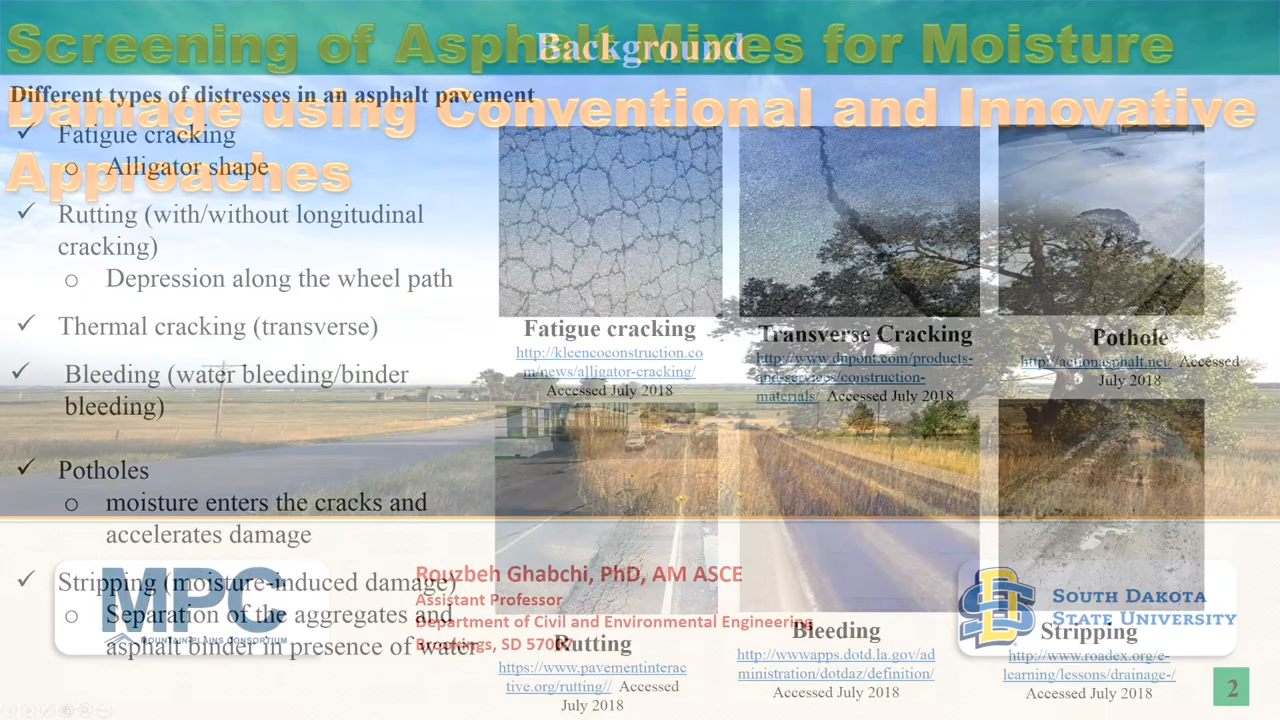 Screening of Asphalt Mixes for Moisture
Damage using Conventional and Innovative
Approaches
Background
Different types of distresses in an asphalt pavement
✓ Fatigue cracking
o Alligator shape
✓ Rutting (with/without longitudinal
cracking)
o Depression along the wheel path
✓ Thermal cracking (transverse)
✓ Bleeding (water bleeding/binder
bleeding)
✓ Potholes
o moisture enters the cracks and
accelerates damage
✓ Stripping (moisture-induced damage)
o Separation of the aggregates and
asphalt binder in presence of water
Fatigue cracking
http://kleencoconstruction.co
m/news/alligator-cracking/
Accessed July 2018
Transverse Cracking
http://www.dupont.com/products-
and-services/construction-
materials/ Accessed July 2018
Pothole
http://actionasphalt.net/ Accessed
July 2018
Rutting
https://www.pavementinterac
tive.org/rutting// Accessed
July 2018
Bleeding
http://wwwapps.dotd.la.gov/ad
ministration/dotdaz/definition/
Accessed July 2018
Stripping
http://www.roadex.org/e-
learning/lessons/drainage-/
Accessed July 2018
MPC
MOUNTAIN-PLAINS CONSORTIUM
Rouzbeh Ghabchi, PhD, AM ASCE
Assistant Professor
Department of Civil and Environmental Engineering
Brookings, SD
SOUTH DAKOTA
STATE UNIVERSITY
2